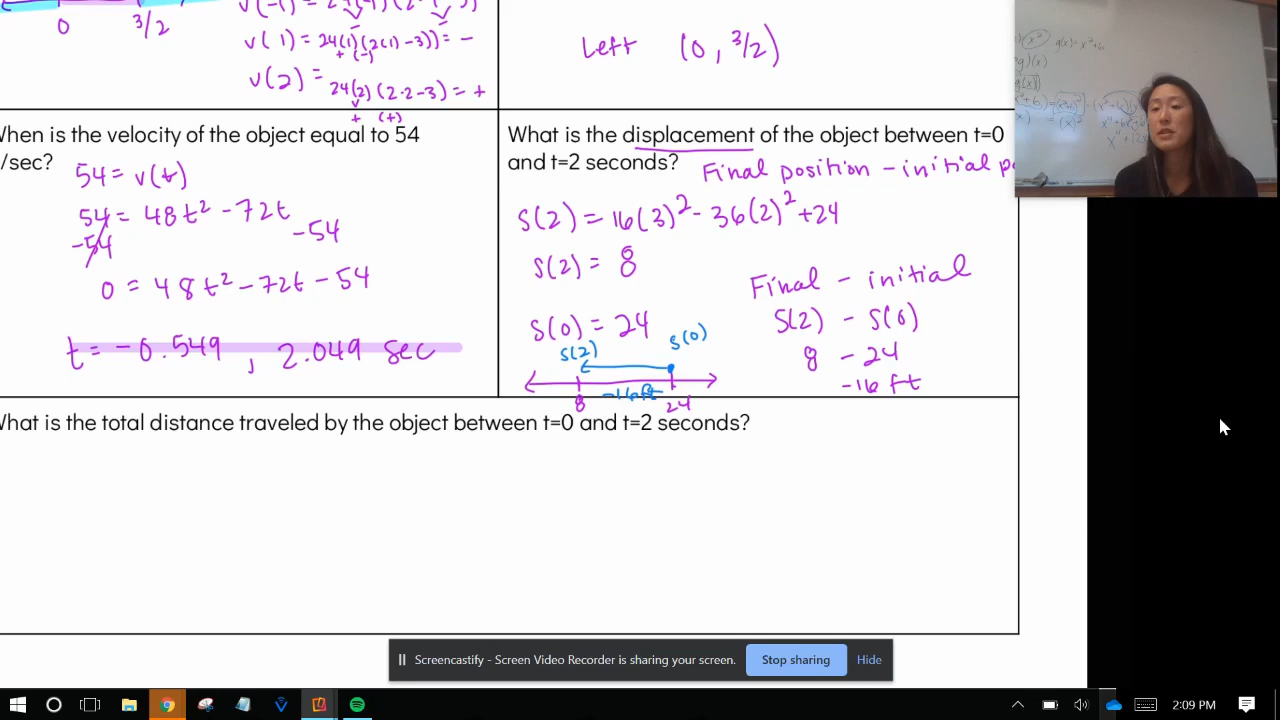 0 3/2
v(1) = 24(1)(2(1)-3)) = -
+ (-)
v(2) = 24(2)(2·2-3) = +
+ (+)
Left (0, 3/2)
hen is the velocity of the object equal to 54
/sec?
54 = v(t)
54 = 48t² - 72t
-54 -54
0 = 48t² - 72t - 54
t = -0.549 , 2.049 sec
What is the displacement of the object between t=0
and t=2 seconds?
Final position - initial p
s(2) = 16(3)² - 36(2)² + 24
s(2) = 8
s(0) = 24
s(2) s(0)
-16ft
8 24
Final - initial
S(2) - S(0)
8 - 24
-16 ft
hat is the total distance traveled by the object between t=0 and t=2 seconds?
Screencastify - Screen Video Recorder is sharing your screen.
Stop sharing
Hide
2:09 PM